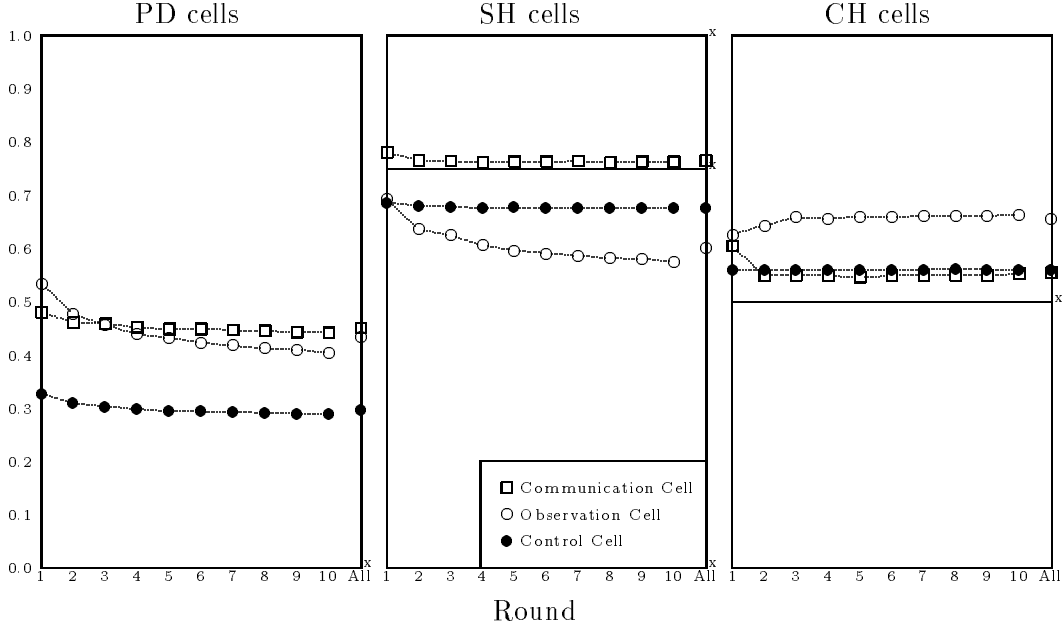 PD cells SH cells CH cells
1.0
0.9
0.8
0.7
0.6
0.5
0.4
0.3
0.2
0.1
0.0
x
x
x
x
x
Communication Cell
Observation Cell
Control Cell
1 2 3 4 5 6 7 8 9 10 All 1 2 3 4 5 6 7 8 9 10 All 1 2 3 4 5 6 7 8 9 10 All
Round